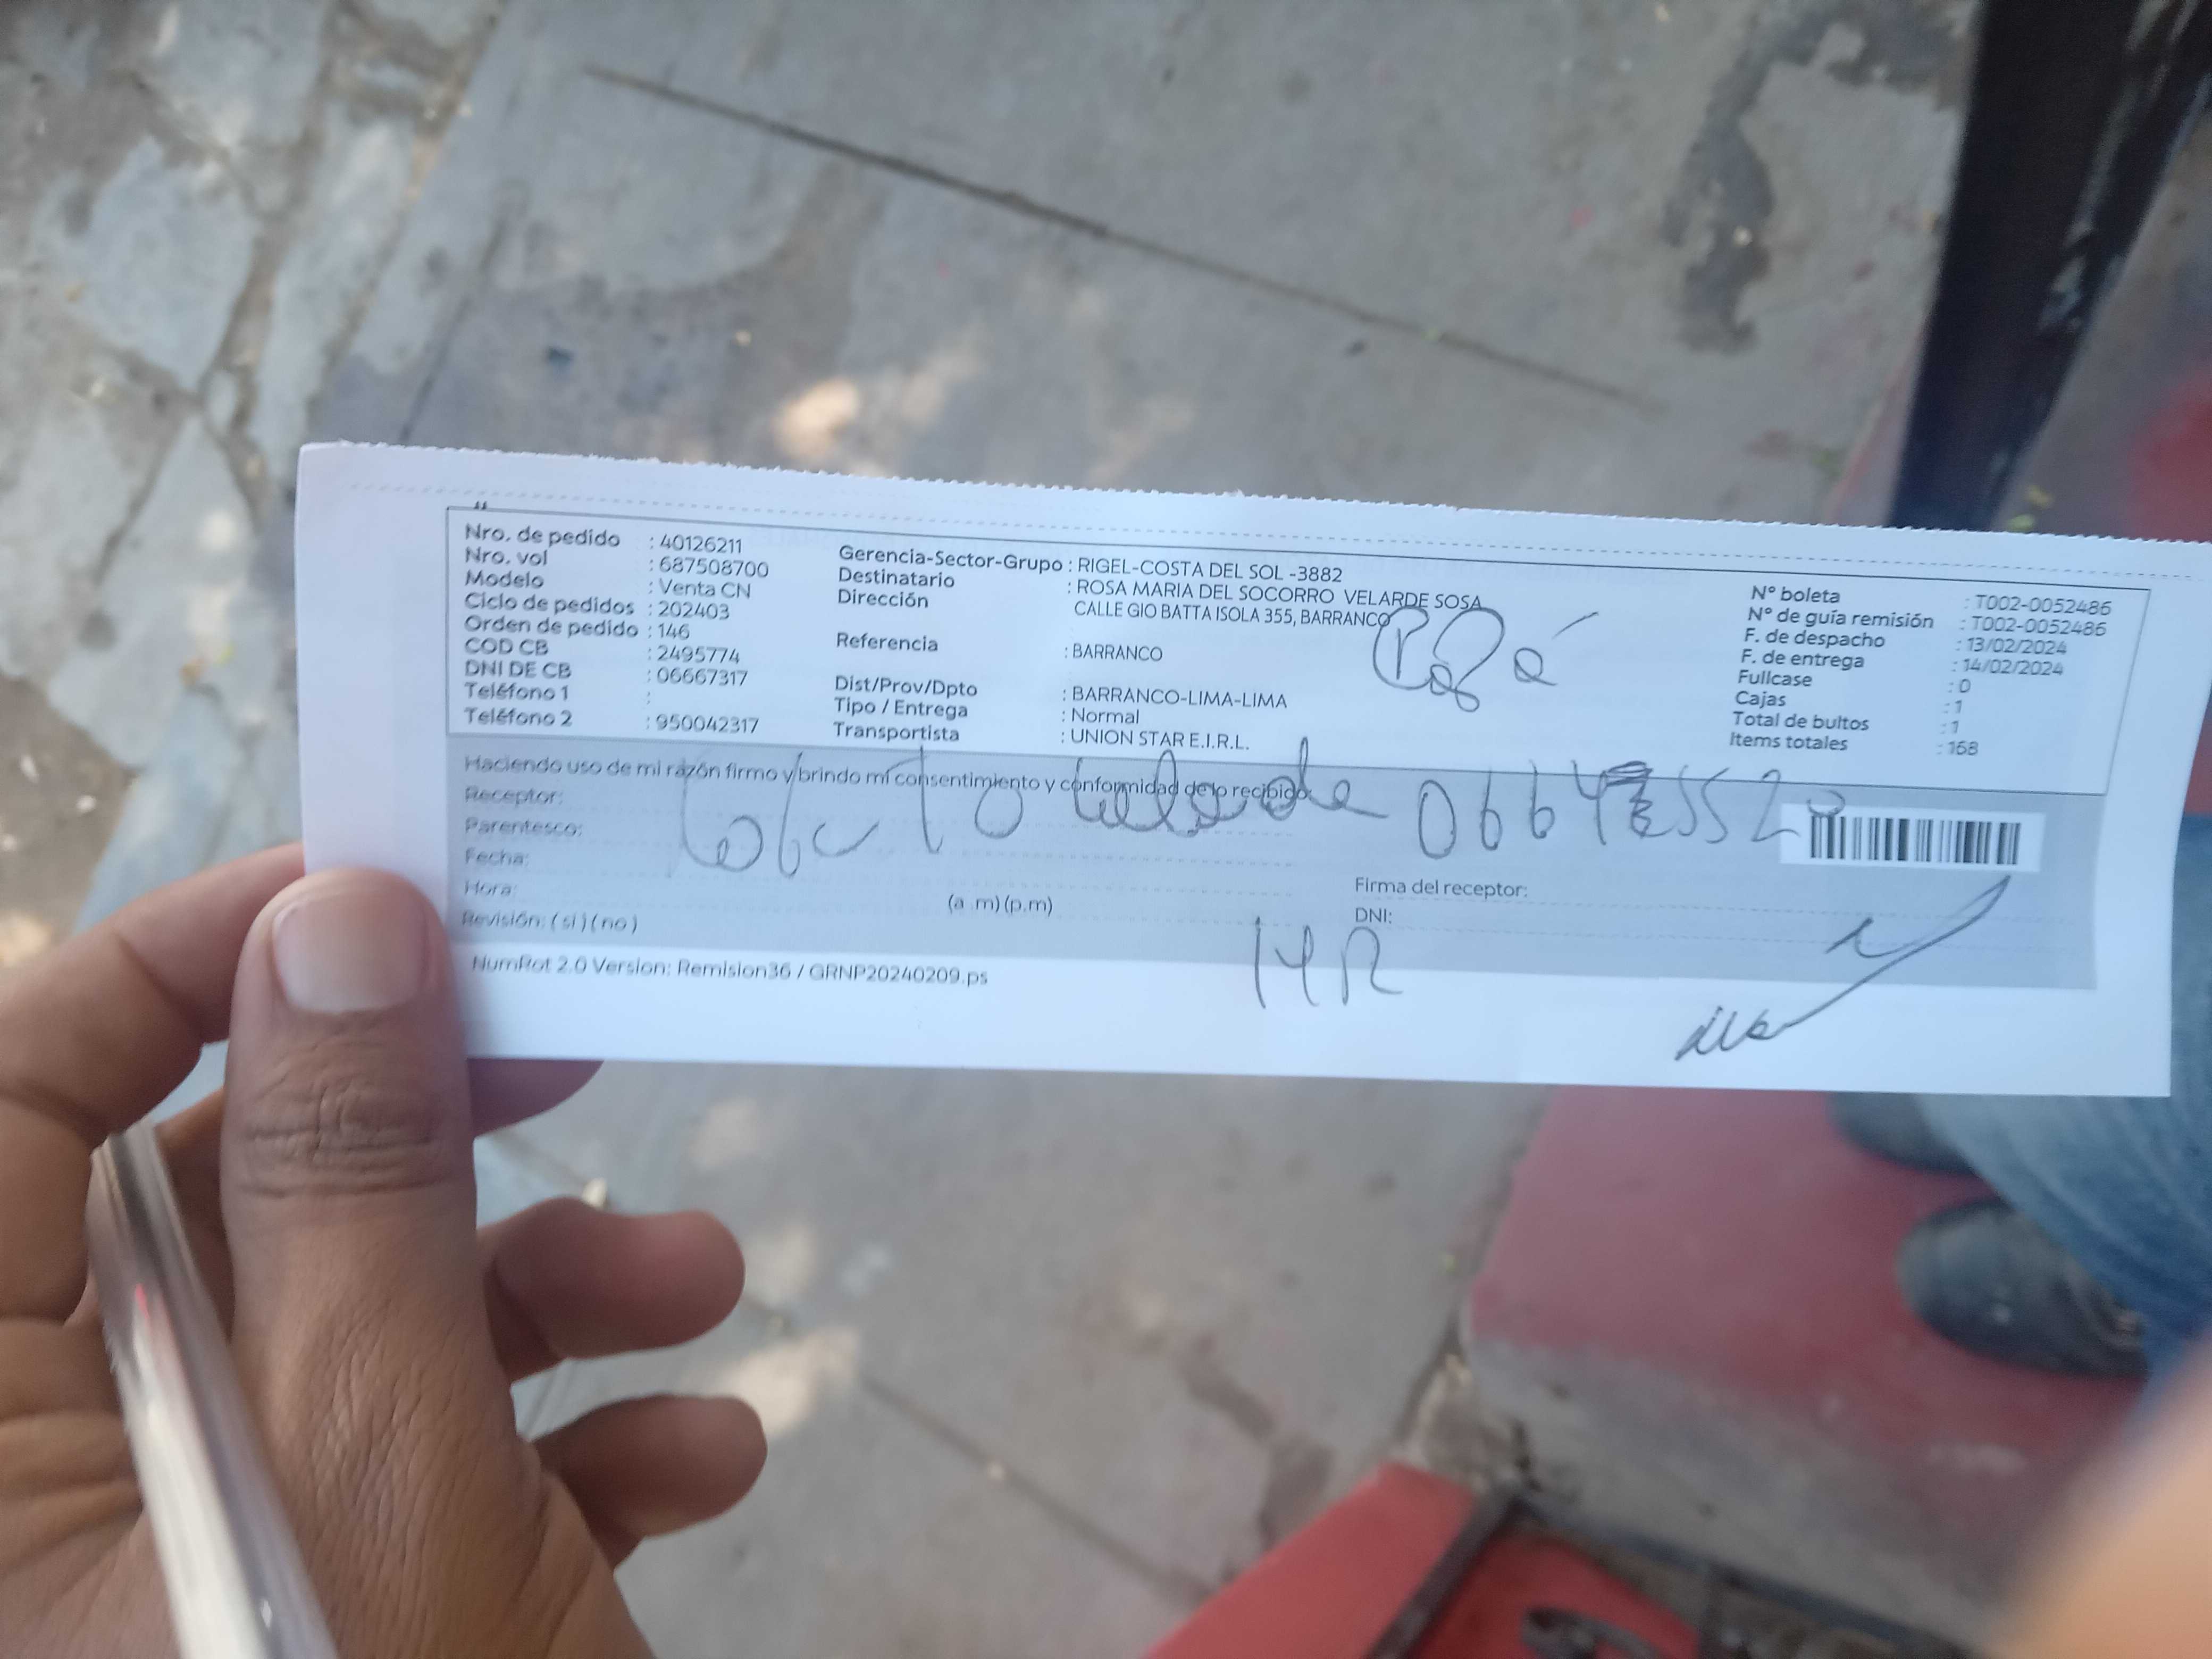 Nro. de pedido : 40126211
Nro. vol : 687508700
Modelo : Venta CN
Ciclo de pedidos : 202403
Orden de pedido : 146
COD CB : 2495774
DNI DE CB : 06667317
Teléfono 1 :
Teléfono 2 : 950042317
Gerencia-Sector-Grupo : RIGEL-COSTA DEL SOL -3882
Destinatario : ROSA MARIA DEL SOCORRO VELARDE SOSA
Dirección CALLE GIO BATTA ISOLA 355, BARRANCO
Referencia : BARRANCO
Dist/Prov/Dpto : BARRANCO-LIMA-LIMA
Tipo / Entrega : Normal
Transportista : UNION STAR E.I.R.L.
N° boleta : T002-0052486
N° de guía remisión : T002-0052486
F. de despacho : 13/02/2024
F. de entrega : 14/02/2024
Fullcase : 0
Cajas : 1
Total de bultos : 1
Items totales : 168
Haciendo uso de mi razón firmo y brindo mi consentimiento y conformidad de lo recibido.
Receptor:
Parentesco:
Fecha:
Hora: (a.m) (p.m)
Revisión: ( si ) ( no )
Firma del receptor:
DNI:
NumRot 2.0 Version: Remision36 / GRNP20240209.ps